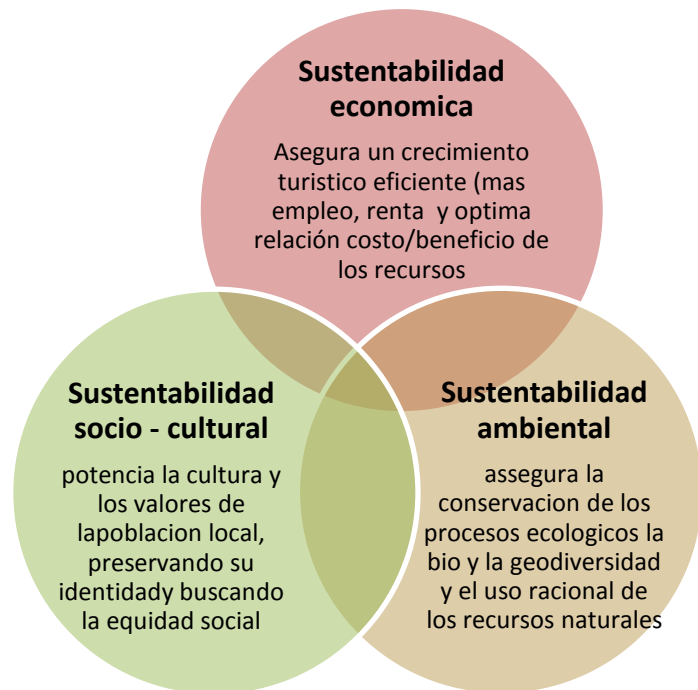 Sustentabilidad
economica
Asegura un crecimiento
turistico eficiente (mas
empleo, renta y optima
relación costo/beneficio de
los recursos
Sustentabilidad
socio - cultural
potencia la cultura y
los valores de
lapoblacion local,
preservando su
identidady buscando
la equidad social
Sustentabilidad
ambiental
assegura la
conservacion de los
procesos ecologicos la
bio y la geodiversidad
y el uso racional de
los recursos naturales